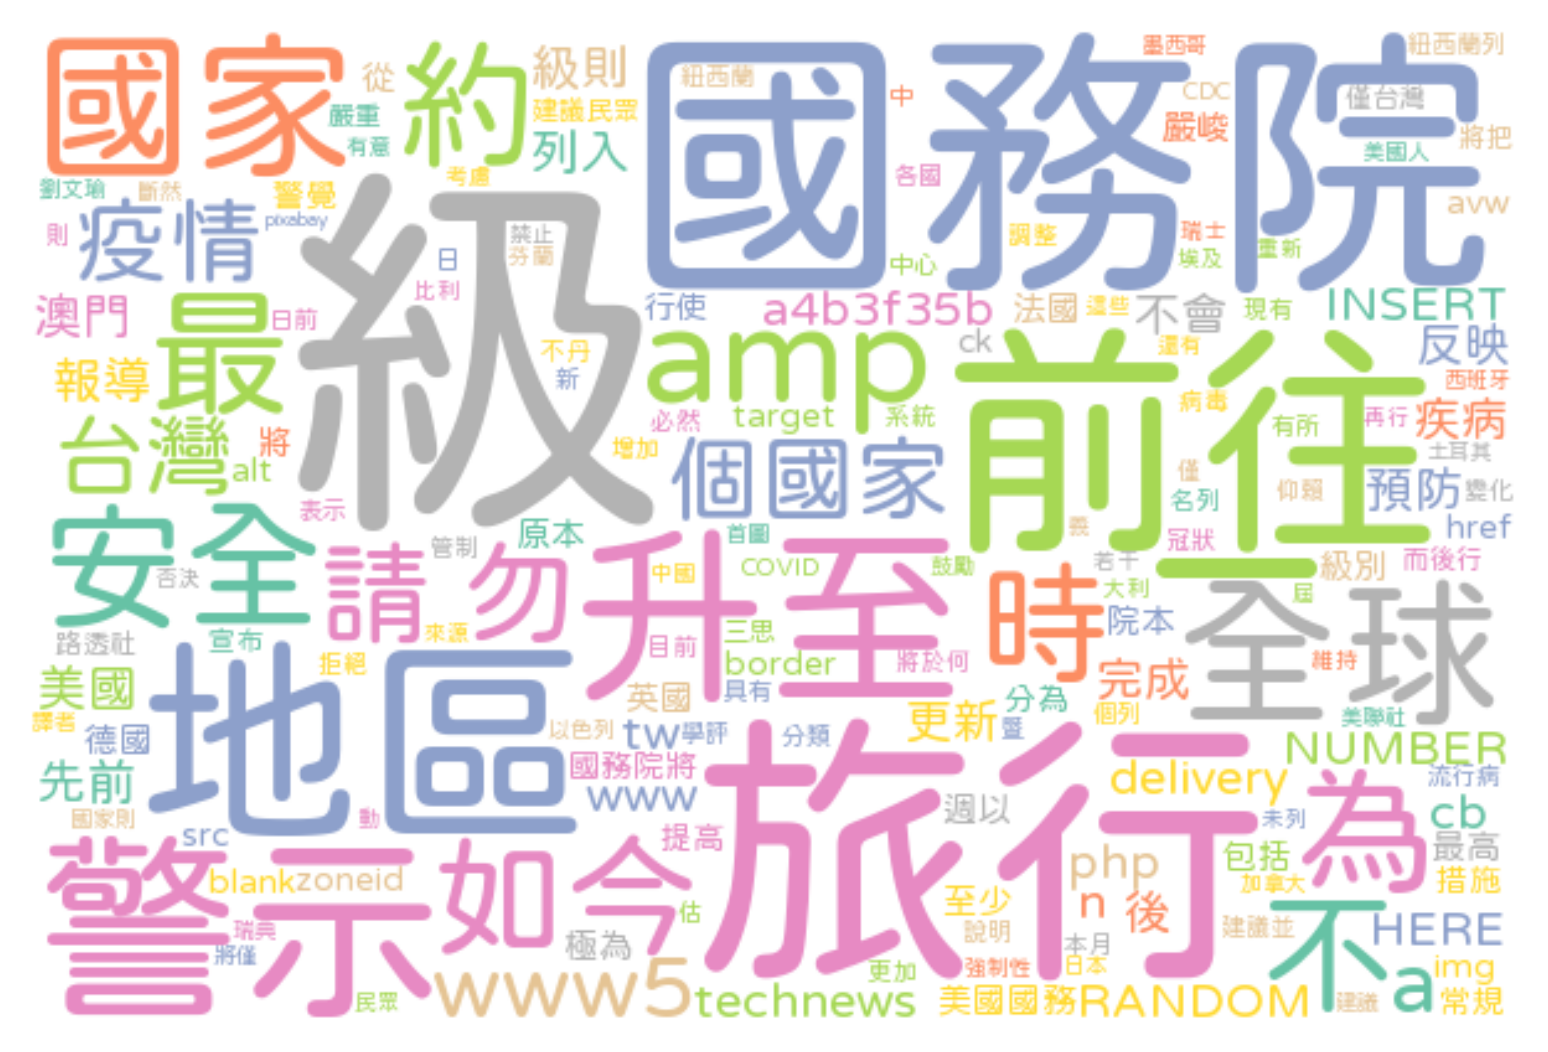 國家 從 約 級則 國務院 墨西哥 紐西蘭列
紐西蘭 中 CDC 僅台灣
嚴重 建議民眾 嚴峻 將把
有意 列入 美國人
劉文瑜 斷然 警覺 考慮 各國 avw
則 疫情 pixabay 級 禁止 調整 瑞士
日 芬蘭 中心 埃及 重新
澳門 日前 比利 行使 a4b3f35b 法國 這些 不會 現有 INSERT
最 不丹 amp ck 前往 還有 反映
報導 新 病毒 西班牙
台灣 將 必然 target 系統 有所 再行 疾病
alt 增加 個國家 僅 土耳其
表示 名列 仰賴 預防 變化
安全 管制 原本 首圖 義 冠狀 href
否決 請勿 升至 中國 COVID 鼓勵 時 若干 級別 而後行
大利 全球 屆
路透社 宣布 來源 三思 院本
拒絕 目前 border 將於何 完成 維持
美國 地區 英國 具有 分為
譯者 德國 以色列 tw 學評 分類 更新 暨 個列 美聯社
先前 國務院將 旅行 delivery NUMBER
www 流行病
國家則 動 週以 未列 cb
src 提高 為 最高
警示 blank zoneid 如今 php 包括 加拿大 措施
估 至少 n 後
瑞典 極為 說明 建議並 不 HERE
將僅 更加 強制性 本月 日本 img
民眾 www5 technews 美國國務 RANDOM 建議 a 常規